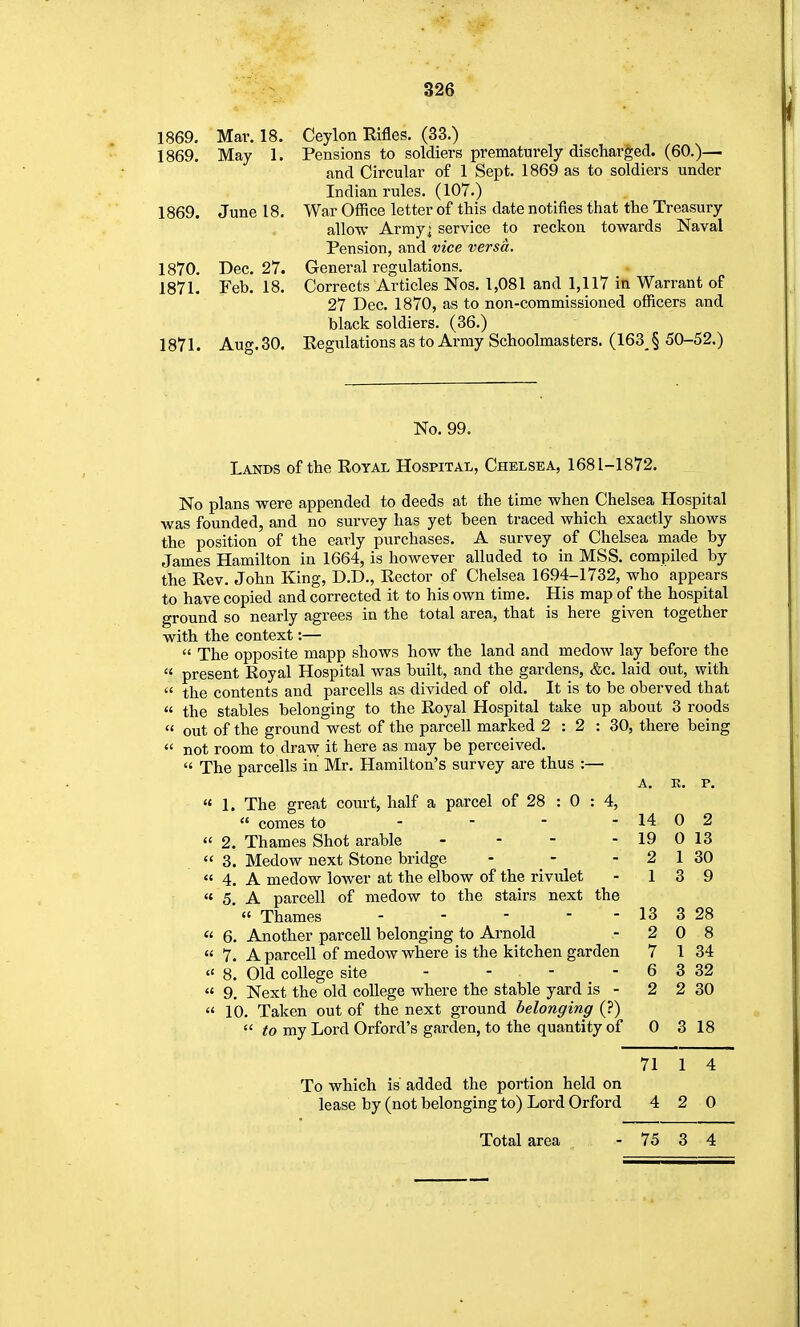 326
1869. Mar. 18. Ceylon Rifles. (33.)
1869. May 1. Pensions to soldiers prematurely discharged. (60.)—
and Circular of 1 Sept. 1869 as to soldiers under
Indian rules. (107.)
1869. June 18. War Office letter of this date notifies that the Treasury
allow Army; service to reckon towards Naval
Pension, and vice versâ.
1870. Dec. 27. General regulations.
1871. Feb. 18. Corrects Articles Nos. 1,081 and 1,117 in Warrant of
27 Dec. 1870, as to non-commissioned officers and
black soldiers. (36.)
1871. Aug. 30. Regulations as to Army Schoolmasters. (163. § 50-52.)
No. 99.
LANDS of the ROYAL HOSPITAL, CHELSEA, 1681-1872.
No plans were appended to deeds at the time when Chelsea Hospital
was founded, and no survey has yet been traced which exactly shows
the position of the early purchases. A survey of Chelsea made by
James Hamilton in 1664, is however alluded to in MSS. compiled by
the Rev. John King, D.D., Rector of Chelsea 1694-1732, who appears
to have copied and corrected it to his own time. His map of the hospital
ground so nearly agrees in the total area, that is here given together
with the context:—
" The opposite mapp shows how the land and medow lay before the
" present Royal Hospital was built, and the gardens, &c. laid out, with
" the contents and parcells as divided of old. It is to be oberved that
" the stables belonging to the Royal Hospital take up about 3 roods
" out of the ground west of the parcell marked 2 : 2 : 30, there being
" not room to draw it here as may be perceived.
" The parcells in Mr. Hamilton's survey are thus :—
A. R. P.
" 1. The great court, half a parcel of 28 : 0 : 4,
" comes to - - - - 14 0 2
" 2. Thames Shot arable - - - - 19 0 13
" 3. Medow next Stone bridge - - - 2 1 30
" 4. A medow lower at the elbow of the rivulet - 1 3 9
" 5. A parcell of medow to the stairs next the
" Thames - - - - - 13 3 28
" 6. Another parcell belonging to Arnold - 2 0 8
" 7. A parcell of medow where is the kitchen garden 7 1 34
" 8. Old college site - - - - 6 3 32
" 9. Next the old college where the stable yard is - 2 2 30
" 10. Taken out of the next ground belonging (?)
" to my Lord Orford's garden, to the quantity of 0 3 18
71 1 4
To which is added the portion held on
lease by (not belonging to) Lord Orford 4 2 0
Total area - 75 3 4